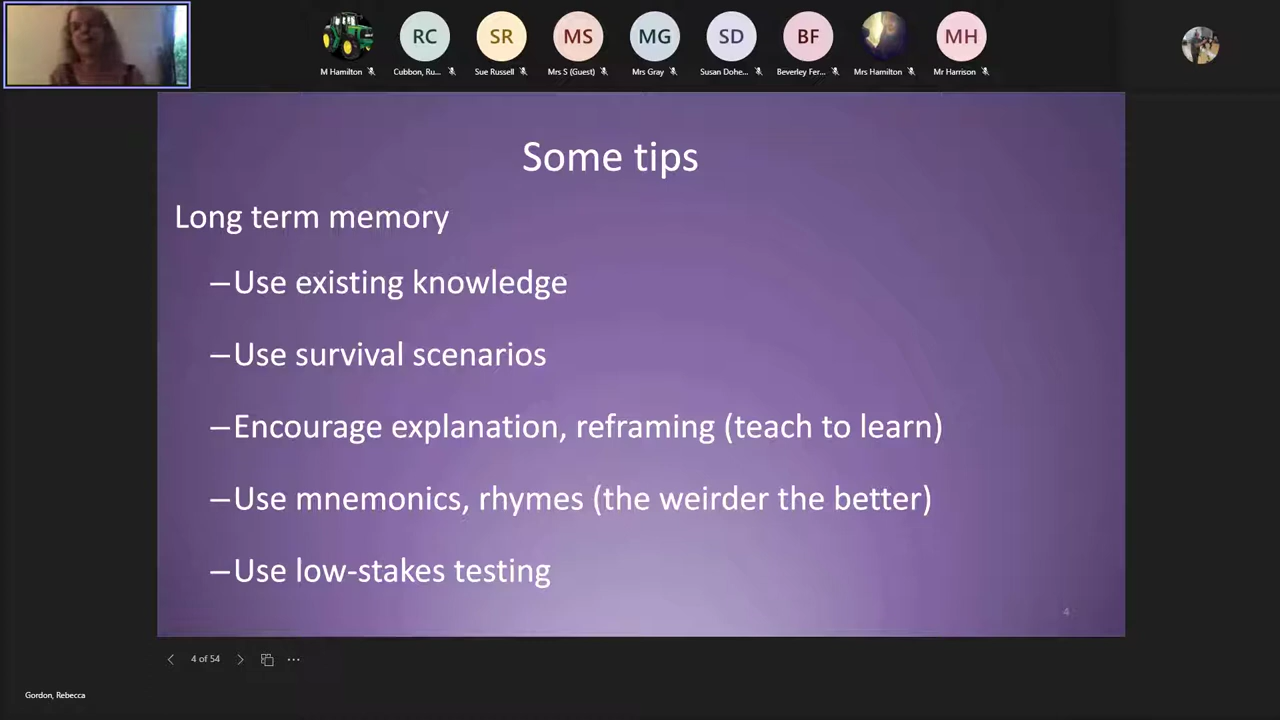 RC
SR
MS
MG
SD
BF
MH
M Hamilton
Cubbon, Ru...
Sue Russell
Mrs S (Guest)
Mrs Gray
Susan Dohe...
Beverley Fer...
Mrs Hamilton
Mr Harrison
Some tips
Long term memory
–Use existing knowledge
–Use survival scenarios
–Encourage explanation, reframing (teach to learn)
–Use mnemonics, rhymes (the weirder the better)
–Use low-stakes testing
4
4 of 54
Gordon, Rebecca